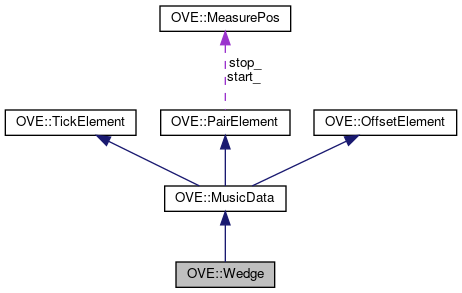 OVE::MeasurePos
stop_
start_
OVE::TickElement
OVE::PairElement
OVE::OffsetElement
OVE::MusicData
OVE::Wedge